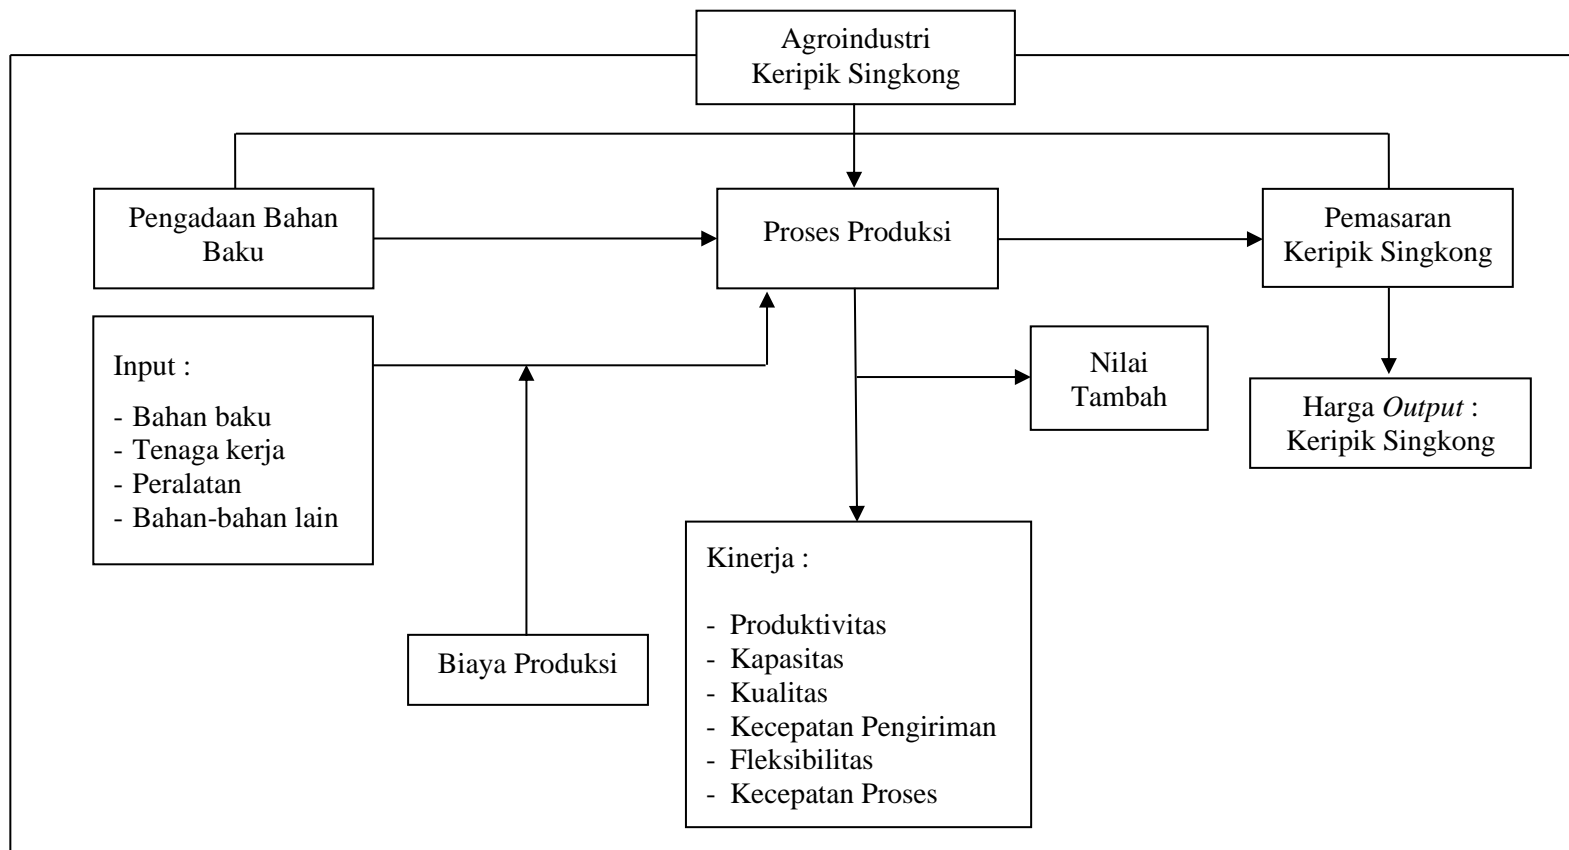 Agroindustri
Keripik Singkong
Pengadaan Bahan
Baku
Proses Produksi
Pemasaran
Keripik Singkong
Input :
- Bahan baku
- Tenaga kerja
- Peralatan
- Bahan-bahan lain
Nilai
Tambah
Harga Output :
Keripik Singkong
Biaya Produksi
Kinerja :
- Produktivitas
- Kapasitas
- Kualitas
- Kecepatan Pengiriman
- Fleksibilitas
- Kecepatan Proses